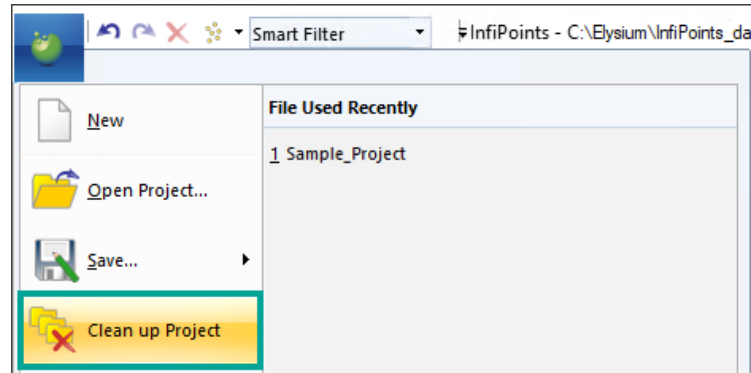 Smart Filter
InfiPoints - C:\Elysium\InfiPoints_da
File Used Recently
New
1 Sample_Project
Open Project...
Save...
Clean up Project